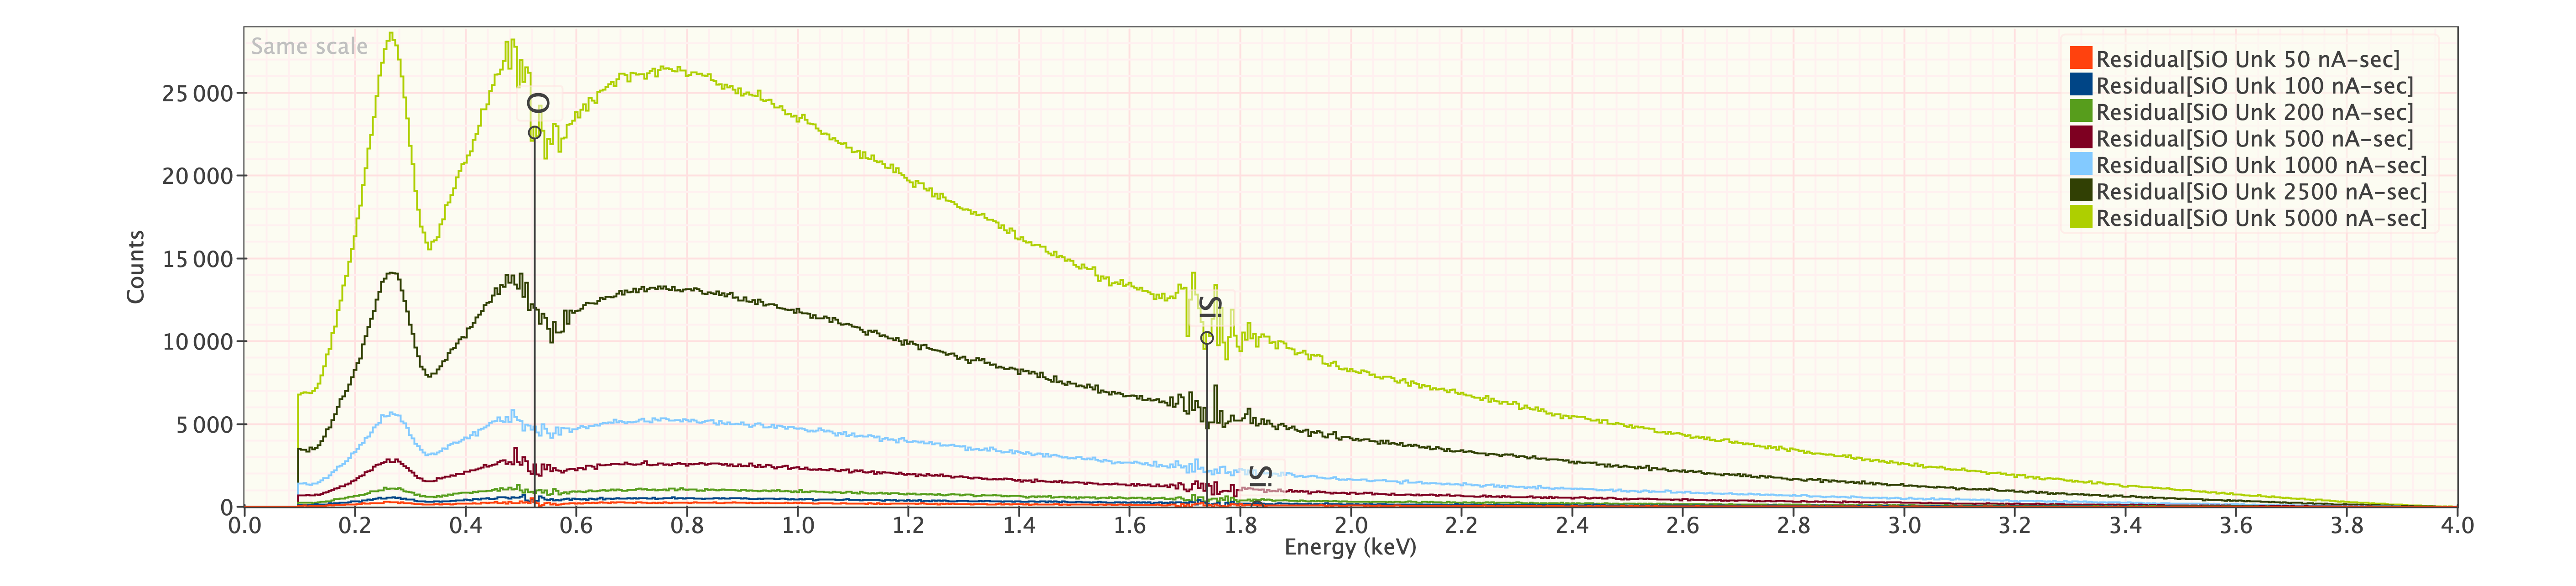 Same scale
Residual[SiO Unk 50 nA-sec]
Residual[SiO Unk 100 nA-sec]
Residual[SiO Unk 200 nA-sec]
Residual[SiO Unk 500 nA-sec]
Residual[SiO Unk 1000 nA-sec]
Residual[SiO Unk 2500 nA-sec]
Residual[SiO Unk 5000 nA-sec]
25 000
20 000
15 000
10 000
5 000
0
Counts
O
Si
Si
0.0 0.2 0.4 0.6 0.8 1.0 1.2 1.4 1.6 1.8 2.0 2.2 2.4 2.6 2.8 3.0 3.2 3.4 3.6 3.8 4.0
Energy (keV)